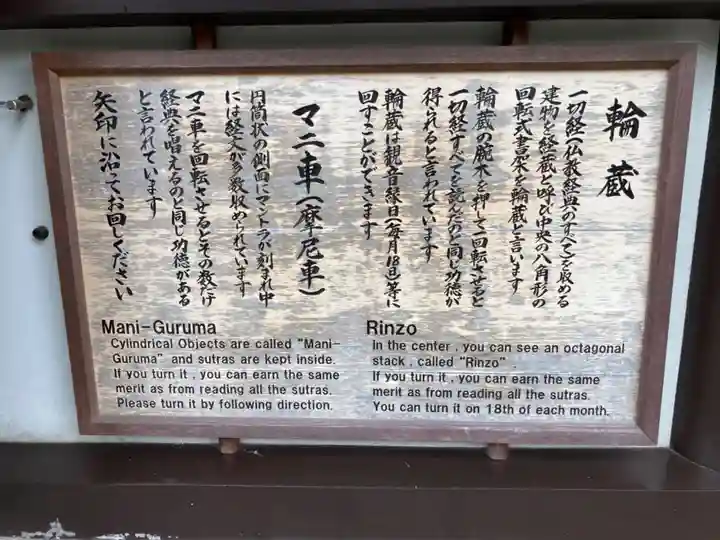 輪蔵
一切経(仏教経典のすべて)を収める
建物を経蔵と呼び中央の八角形の
回転式書架を輪蔵と言います
輪蔵の腕木を押して回転させると
一切経すべてを読んだのと同じ功徳が
得られると言われています
輪蔵は観音縁日(毎月18日)等に
回すことができます
マニ車(摩尼車)
円筒状の側面にマントラが刻まれ中
には経文が多数収められています
マニ車を回転させるとその数だけ
経典を唱えるのと同じ功徳がある
と言われています
矢印に沿ってお回しください
Mani-Guruma
Cylindrical Objects are called "Mani-
Guruma" and sutras are kept inside.
If you turn it , you can earn the same
merit as from reading all the sutras.
Please turn it by following direction.
Rinzo
In the center , you can see an octagonal
stack , called "Rinzo" .
If you turn it , you can earn the same
merit as from reading all the sutras.
You can turn it on 18th of each month.